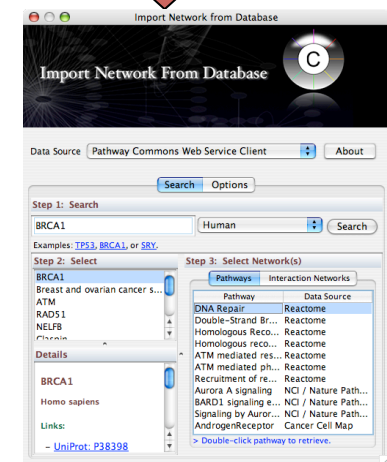 Import Network from Database
Import Network From Database
C
Data Source Pathway Commons Web Service Client About
Search Options
Step 1: Search
BRCA1 Human Search
Examples: TP53, BRCA1, or SRY.
Step 2: Select
BRCA1
Breast and ovarian cancer s...
ATM
RAD51
NELFB
Claspin
Details
BRCA1
Homo sapiens
Links:
– UniProt: P38398
Step 3: Select Network(s)
Pathways Interaction Networks
Pathway Data Source
DNA Repair Reactome
Double-Strand Br... Reactome
Homologous Reco... Reactome
Homologous reco... Reactome
ATM mediated res... Reactome
ATM mediated ph... Reactome
Recruitment of re... Reactome
Aurora A signaling NCI / Nature Path...
BARD1 signaling e... NCI / Nature Path...
Signaling by Auror... NCI / Nature Path...
AndrogenReceptor Cancer Cell Map
> Double-click pathway to retrieve.